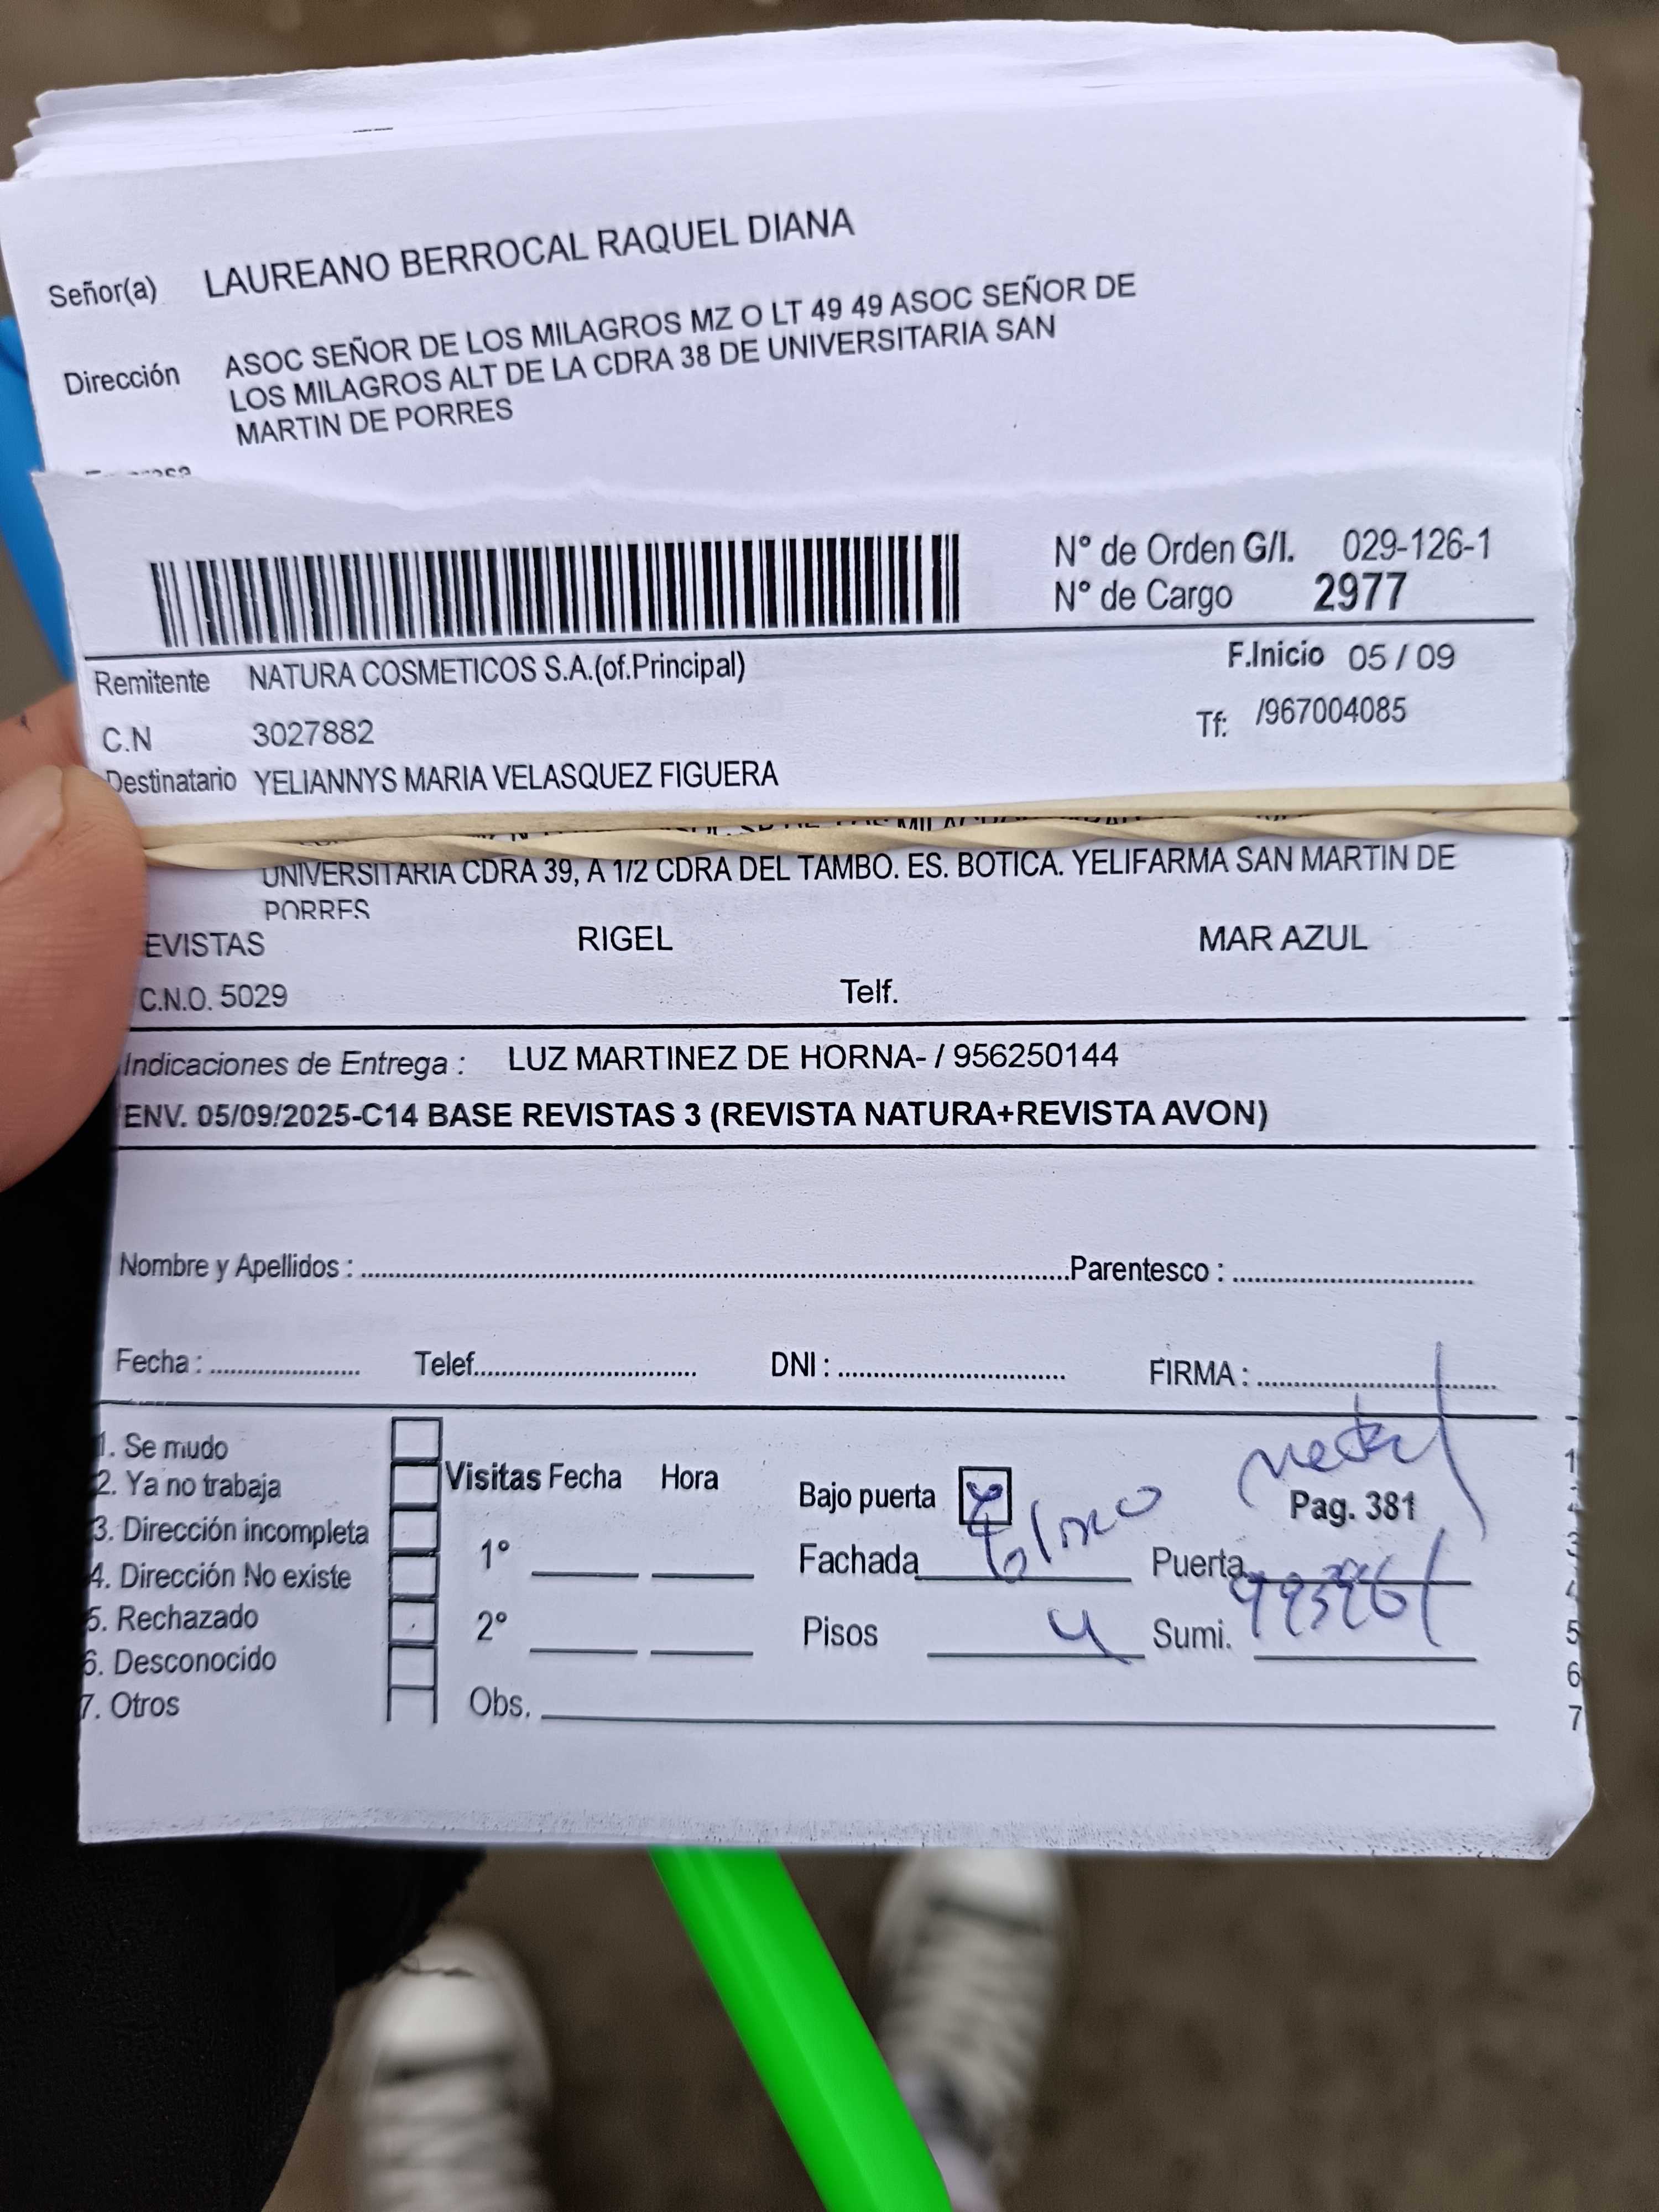 Señor(a) LAUREANO BERROCAL RAQUEL DIANA
Dirección ASOC SEÑOR DE LOS MILAGROS MZ O LT 49 49 ASOC SEÑOR DE
LOS MILAGROS ALT DE LA CDRA 38 DE UNIVERSITARIA SAN
MARTIN DE PORRES
N° de Orden G/I. 029-126-1
N° de Cargo 2977
Remitente NATURA COSMETICOS S.A.(of.Principal) F.Inicio 05 / 09
C.N 3027882 Tf: /967004085
Destinatario YELIANNYS MARIA VELASQUEZ FIGUERA
UNIVERSITARIA CDRA 39, A 1/2 CDRA DEL TAMBO. ES. BOTICA. YELIFARMA SAN MARTIN DE
PORRES
EVISTAS RIGEL MAR AZUL
C.N.O. 5029 Telf.
Indicaciones de Entrega : LUZ MARTINEZ DE HORNA- / 956250144
ENV. 05/09/2025-C14 BASE REVISTAS 3 (REVISTA NATURA+REVISTA AVON)
Nombre y Apellidos : Parentesco :
Fecha : Telef. DNI : FIRMA :
1. Se mudo
2. Ya no trabaja
3. Dirección incompleta
4. Dirección No existe
5. Rechazado
6. Desconocido
7. Otros
Visitas Fecha Hora
1°
2°
Obs.
Bajo puerta Pag. 381
Fachada Puerta
Pisos 4 Sumi.
1
5
6
7